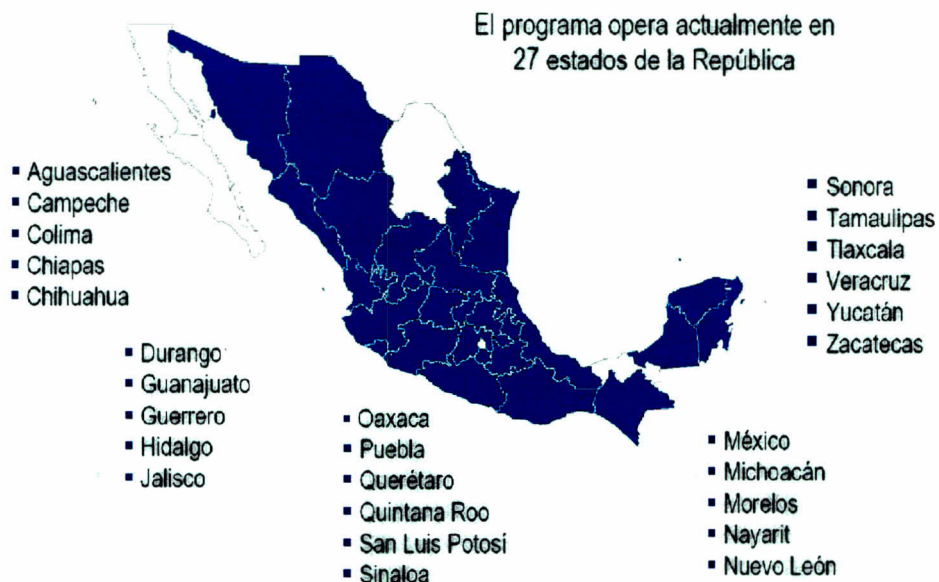 El programa opera actualmente en
27 estados de la República
▪ Aguascalientes
▪ Campeche
▪ Colima
▪ Chiapas
▪ Chihuahua
▪ Durango
▪ Guanajuato
▪ Guerrero
▪ Hidalgo
▪ Jalisco
▪ Oaxaca
▪ Puebla
▪ Querétaro
▪ Quintana Roo
▪ San Luis Potosí
▪ Sinaloa
▪ México
▪ Michoacán
▪ Morelos
▪ Nayarit
▪ Nuevo León
▪ Sonora
▪ Tamaulipas
▪ Tlaxcala
▪ Veracruz
▪ Yucatán
▪ Zacatecas